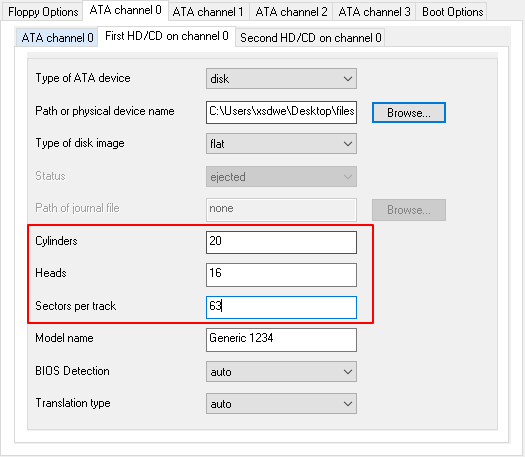 Floppy Options ATA channel 0 ATA channel 1 ATA channel 2 ATA channel 3 Boot Options
ATA channel 0 First HD/CD on channel 0 Second HD/CD on channel 0
Type of ATA device disk
Path or physical device name C:\Users\xsdwe\Desktop\files Browse...
Type of disk image flat
Status ejected
Path of journal file none Browse...
Cylinders 20
Heads 16
Sectors per track 63
Model name Generic 1234
BIOS Detection auto
Translation type auto